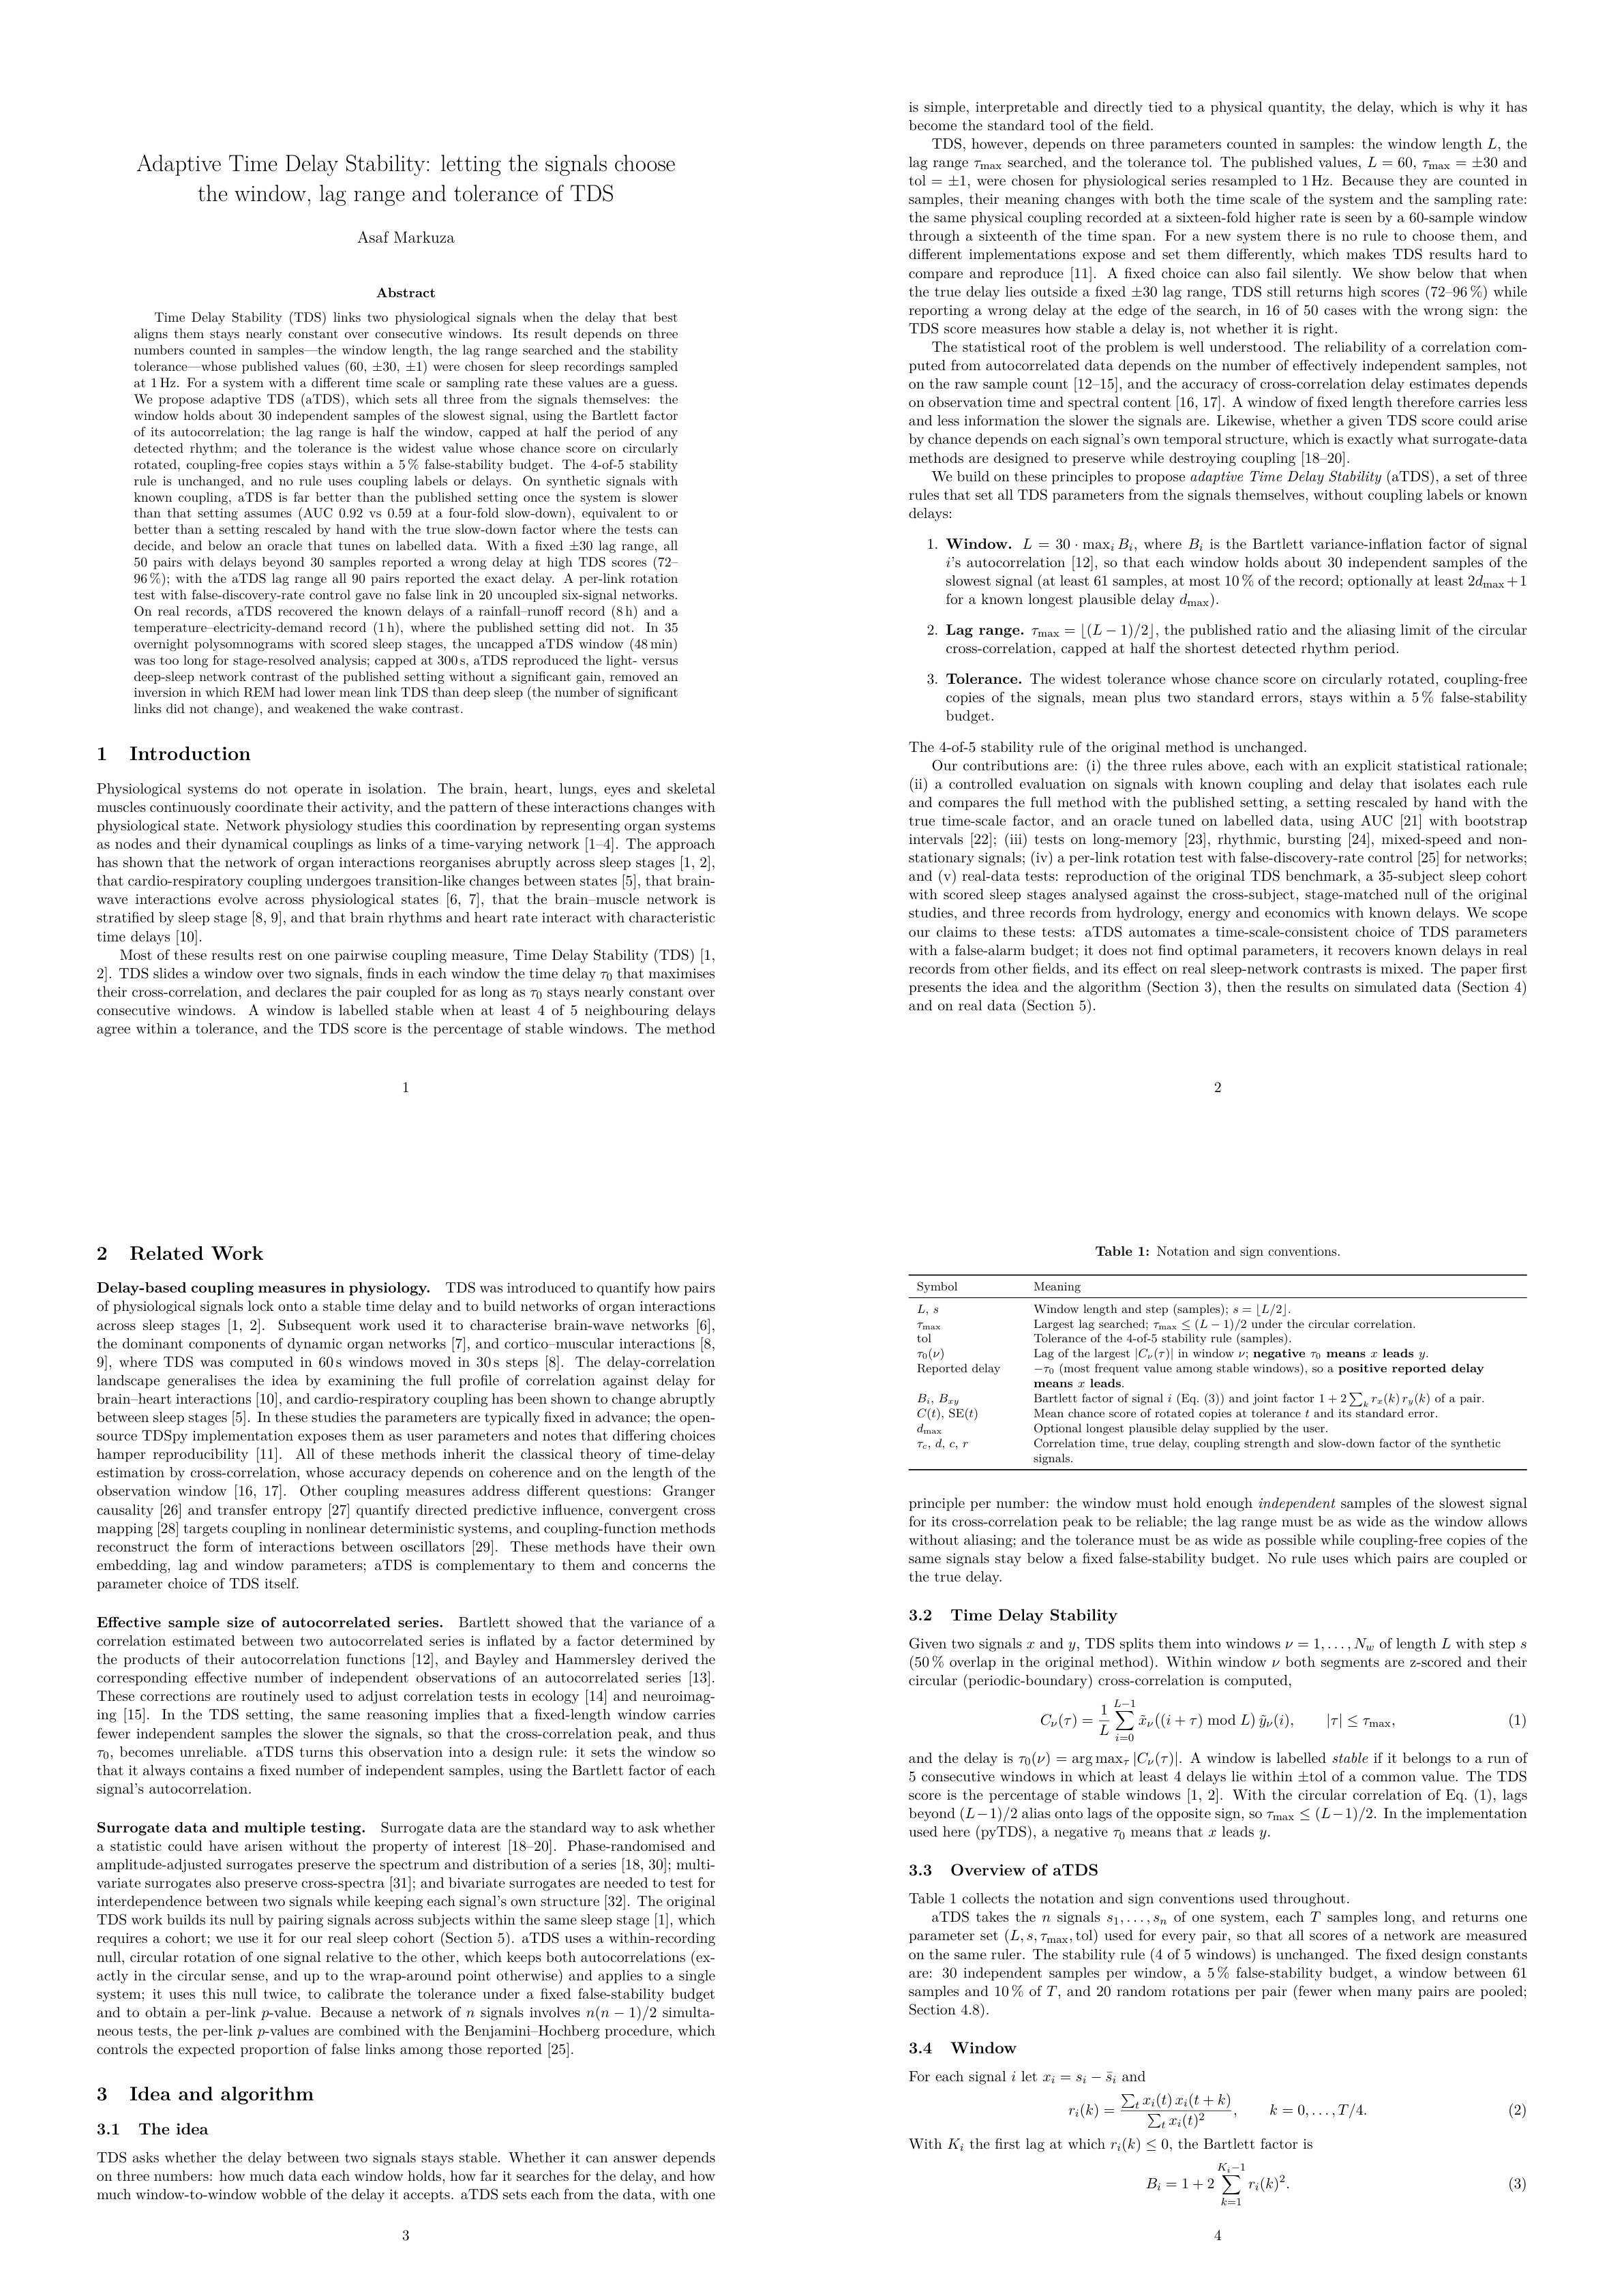 Adaptive Time Delay Stability: letting the signals choose
the window, lag range and tolerance of TDS
Asaf Markuza
Abstract
Time Delay Stability (TDS) links two physiological signals when the delay that best
aligns them stays nearly constant over consecutive windows. Its result depends on three
numbers counted in samples—the window length, the lag range searched and the stability
tolerance—whose published values (60, ±30, ±1) were chosen for sleep recordings sampled
at 1 Hz. For a system with a different time scale or sampling rate these values are a guess.
We propose adaptive TDS (aTDS), which sets all three from the signals themselves: the
window holds about 30 independent samples of the slowest signal, using the Bartlett factor
of its autocorrelation; the lag range is half the window, capped at half the period of any
detected rhythm; and the tolerance is the widest value whose chance score on circularly
rotated, coupling-free copies stays within a 5 % false-stability budget. The 4-of-5 stability
rule is unchanged, and no rule uses coupling labels or delays. On synthetic signals with
known coupling, aTDS is far better than the published setting once the system is slower
than that setting assumes (AUC 0.92 vs 0.59 at a four-fold slow-down), equivalent to or
better than a setting rescaled by hand with the true slow-down factor where the tests can
decide, and below an oracle that tunes on labelled data. With a fixed ±30 lag range, all
50 pairs with delays beyond 30 samples reported a wrong delay at high TDS scores (72–
96 %); with the aTDS lag range all 90 pairs reported the exact delay. A per-link rotation
test with false-discovery-rate control gave no false link in 20 uncoupled six-signal networks.
On real records, aTDS recovered the known delays of a rainfall–runoff record (8 h) and a
temperature–electricity-demand record (1 h), where the published setting did not. In 35
overnight polysomnograms with scored sleep stages, the uncapped aTDS window (48 min)
was too long for stage-resolved analysis; capped at 300 s, aTDS reproduced the light- versus
deep-sleep network contrast of the published setting without a significant gain, removed an
inversion in which REM had lower mean link TDS than deep sleep (the number of significant
links did not change), and weakened the wake contrast.
1 Introduction
Physiological systems do not operate in isolation. The brain, heart, lungs, eyes and skeletal
muscles continuously coordinate their activity, and the pattern of these interactions changes with
physiological state. Network physiology studies this coordination by representing organ systems
as nodes and their dynamical couplings as links of a time-varying network [1–4]. The approach
has shown that the network of organ interactions reorganises abruptly across sleep stages [1, 2],
that cardio-respiratory coupling undergoes transition-like changes between states [5], that brain-
wave interactions evolve across physiological states [6, 7], that the brain–muscle network is
stratified by sleep stage [8, 9], and that brain rhythms and heart rate interact with characteristic
time delays [10].
Most of these results rest on one pairwise coupling measure, Time Delay Stability (TDS) [1,
2]. TDS slides a window over two signals, finds in each window the time delay τ0 that maximises
their cross-correlation, and declares the pair coupled for as long as τ0 stays nearly constant over
consecutive windows. A window is labelled stable when at least 4 of 5 neighbouring delays
agree within a tolerance, and the TDS score is the percentage of stable windows. The method
1
is simple, interpretable and directly tied to a physical quantity, the delay, which is why it has
become the standard tool of the field.
TDS, however, depends on three parameters counted in samples: the window length L, the
lag range τmax searched, and the tolerance tol. The published values, L = 60, τmax = ±30 and
tol = ±1, were chosen for physiological series resampled to 1 Hz. Because they are counted in
samples, their meaning changes with both the time scale of the system and the sampling rate:
the same physical coupling recorded at a sixteen-fold higher rate is seen by a 60-sample window
through a sixteenth of the time span. For a new system there is no rule to choose them, and
different implementations expose and set them differently, which makes TDS results hard to
compare and reproduce [11]. A fixed choice can also fail silently. We show below that when
the true delay lies outside a fixed ±30 lag range, TDS still returns high scores (72–96 %) while
reporting a wrong delay at the edge of the search, in 16 of 50 cases with the wrong sign: the
TDS score measures how stable a delay is, not whether it is right.
The statistical root of the problem is well understood. The reliability of a correlation com-
puted from autocorrelated data depends on the number of effectively independent samples, not
on the raw sample count [12–15], and the accuracy of cross-correlation delay estimates depends
on observation time and spectral content [16, 17]. A window of fixed length therefore carries less
and less information the slower the signals are. Likewise, whether a given TDS score could arise
by chance depends on each signal's own temporal structure, which is exactly what surrogate-data
methods are designed to preserve while destroying coupling [18–20].
We build on these principles to propose adaptive Time Delay Stability (aTDS), a set of three
rules that set all TDS parameters from the signals themselves, without coupling labels or known
delays:
1. Window. L = 30 · maxi Bi, where Bi is the Bartlett variance-inflation factor of signal
i's autocorrelation [12], so that each window holds about 30 independent samples of the
slowest signal (at least 61 samples, at most 10 % of the record; optionally at least 2dmax + 1
for a known longest plausible delay dmax).
2. Lag range. τmax = ⌊(L − 1)/2⌋, the published ratio and the aliasing limit of the circular
cross-correlation, capped at half the shortest detected rhythm period.
3. Tolerance. The widest tolerance whose chance score on circularly rotated, coupling-free
copies of the signals, mean plus two standard errors, stays within a 5 % false-stability
budget.
The 4-of-5 stability rule of the original method is unchanged.
Our contributions are: (i) the three rules above, each with an explicit statistical rationale;
(ii) a controlled evaluation on signals with known coupling and delay that isolates each rule
and compares the full method with the published setting, a setting rescaled by hand with the
true time-scale factor, and an oracle tuned on labelled data, using AUC [21] with bootstrap
intervals [22]; (iii) tests on long-memory [23], rhythmic, bursting [24], mixed-speed and non-
stationary signals; (iv) a per-link rotation test with false-discovery-rate control [25] for networks;
and (v) real-data tests: reproduction of the original TDS benchmark, a 35-subject sleep cohort
with scored sleep stages analysed against the cross-subject, stage-matched null of the original
studies, and three records from hydrology, energy and economics with known delays. We scope
our claims to these tests: aTDS automates a time-scale-consistent choice of TDS parameters
with a false-alarm budget; it does not find optimal parameters, it recovers known delays in real
records from other fields, and its effect on real sleep-network contrasts is mixed. The paper first
presents the idea and the algorithm (Section 3), then the results on simulated data (Section 4)
and on real data (Section 5).
2
2 Related Work
Delay-based coupling measures in physiology. TDS was introduced to quantify how pairs
of physiological signals lock onto a stable time delay and to build networks of organ interactions
across sleep stages [1, 2]. Subsequent work used it to characterise brain-wave networks [6],
the dominant components of dynamic organ networks [7], and cortico–muscular interactions [8,
9], where TDS was computed in 60 s windows moved in 30 s steps [8]. The delay-correlation
landscape generalises the idea by examining the full profile of correlation against delay for
brain–heart interactions [10], and cardio-respiratory coupling has been shown to change abruptly
between sleep stages [5]. In these studies the parameters are typically fixed in advance; the open-
source TDSpy implementation exposes them as user parameters and notes that differing choices
hamper reproducibility [11]. All of these methods inherit the classical theory of time-delay
estimation by cross-correlation, whose accuracy depends on coherence and on the length of the
observation window [16, 17]. Other coupling measures address different questions: Granger
causality [26] and transfer entropy [27] quantify directed predictive influence, convergent cross
mapping [28] targets coupling in nonlinear deterministic systems, and coupling-function methods
reconstruct the form of interactions between oscillators [29]. These methods have their own
embedding, lag and window parameters; aTDS is complementary to them and concerns the
parameter choice of TDS itself.
Effective sample size of autocorrelated series. Bartlett showed that the variance of a
correlation estimated between two autocorrelated series is inflated by a factor determined by
the products of their autocorrelation functions [12], and Bayley and Hammersley derived the
corresponding effective number of independent observations of an autocorrelated series [13].
These corrections are routinely used to adjust correlation tests in ecology [14] and neuroimag-
ing [15]. In the TDS setting, the same reasoning implies that a fixed-length window carries
fewer independent samples the slower the signals, so that the cross-correlation peak, and thus
τ0, becomes unreliable. aTDS turns this observation into a design rule: it sets the window so
that it always contains a fixed number of independent samples, using the Bartlett factor of each
signal's autocorrelation.
Surrogate data and multiple testing. Surrogate data are the standard way to ask whether
a statistic could have arisen without the property of interest [18–20]. Phase-randomised and
amplitude-adjusted surrogates preserve the spectrum and distribution of a series [18, 30]; multi-
variate surrogates also preserve cross-spectra [31]; and bivariate surrogates are needed to test for
interdependence between two signals while keeping each signal's own structure [32]. The original
TDS work builds its null by pairing signals across subjects within the same sleep stage [1], which
requires a cohort; we use it for our real sleep cohort (Section 5). aTDS uses a within-recording
null, circular rotation of one signal relative to the other, which keeps both autocorrelations (ex-
actly in the circular sense, and up to the wrap-around point otherwise) and applies to a single
system; it uses this null twice, to calibrate the tolerance under a fixed false-stability budget
and to obtain a per-link p-value. Because a network of n signals involves n(n − 1)/2 simulta-
neous tests, the per-link p-values are combined with the Benjamini–Hochberg procedure, which
controls the expected proportion of false links among those reported [25].
3 Idea and algorithm
3.1 The idea
TDS asks whether the delay between two signals stays stable. Whether it can answer depends
on three numbers: how much data each window holds, how far it searches for the delay, and how
much window-to-window wobble of the delay it accepts. aTDS sets each from the data, with one
3
Table 1: Notation and sign conventions.
Symbol Meaning
L, s Window length and step (samples); s = ⌊L/2⌋.
τmax Largest lag searched; τmax ≤ (L − 1)/2 under the circular correlation.
tol Tolerance of the 4-of-5 stability rule (samples).
τ0(ν) Lag of the largest |Cν(τ)| in window ν; negative τ0 means x leads y.
Reported delay −τ0 (most frequent value among stable windows), so a positive reported delay
means x leads.
Bi, Bxy Bartlett factor of signal i (Eq. (3)) and joint factor 1 + 2 ∑k rx(k) ry(k) of a pair.
C(t), SE(t) Mean chance score of rotated copies at tolerance t and its standard error.
dmax Optional longest plausible delay supplied by the user.
τc, d, c, r Correlation time, true delay, coupling strength and slow-down factor of the synthetic
signals.
principle per number: the window must hold enough independent samples of the slowest signal
for its cross-correlation peak to be reliable; the lag range must be as wide as the window allows
without aliasing; and the tolerance must be as wide as possible while coupling-free copies of the
same signals stay below a fixed false-stability budget. No rule uses which pairs are coupled or
the true delay.
3.2 Time Delay Stability
Given two signals x and y, TDS splits them into windows ν = 1, . . . , Nw of length L with step s
(50 % overlap in the original method). Within window ν both segments are z-scored and their
circular (periodic-boundary) cross-correlation is computed,
Cν(τ) = 1/L ∑_{i=0}^{L−1} x̃ν((i + τ) mod L) ỹν(i), |τ| ≤ τmax, (1)
and the delay is τ0(ν) = arg maxτ |Cν(τ)|. A window is labelled stable if it belongs to a run of
5 consecutive windows in which at least 4 delays lie within ±tol of a common value. The TDS
score is the percentage of stable windows [1, 2]. With the circular correlation of Eq. (1), lags
beyond (L−1)/2 alias onto lags of the opposite sign, so τmax ≤ (L−1)/2. In the implementation
used here (pyTDS), a negative τ0 means that x leads y.
3.3 Overview of aTDS
Table 1 collects the notation and sign conventions used throughout.
aTDS takes the n signals s1, . . . , sn of one system, each T samples long, and returns one
parameter set (L, s, τmax, tol) used for every pair, so that all scores of a network are measured
on the same ruler. The stability rule (4 of 5 windows) is unchanged. The fixed design constants
are: 30 independent samples per window, a 5 % false-stability budget, a window between 61
samples and 10 % of T, and 20 random rotations per pair (fewer when many pairs are pooled;
Section 4.8).
3.4 Window
For each signal i let xi = si − s̄i and
ri(k) = ∑t xi(t) xi(t + k) / ∑t xi(t)², k = 0, . . . , T/4. (2)
With Ki the first lag at which ri(k) ≤ 0, the Bartlett factor is
Bi = 1 + 2 ∑_{k=1}^{Ki−1} ri(k)². (3)
4